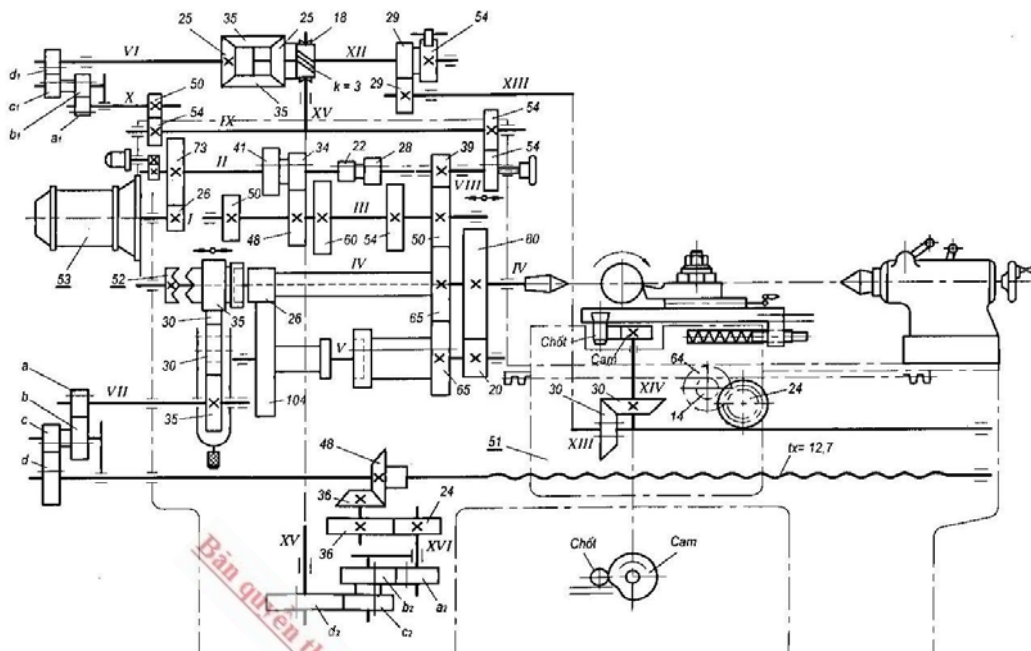 25 35 25 18 29 54
VI XII
d₁ 50 k = 3 29 XIII
c₁ X 35
b₁ a₁ 54 IX XV 54
73 41 34 22 28 39 54
II VIII
26 50 III
I 48 60 54 50 60
53 52 IV IV
30 35 26 65 Chốt Cam 64
30 V 30 XIV 24
a VII 35 104 65 20 30 14
b
c 48 XIII 51 tx= 12,7
d
36 24
XV 36 XVI Chốt Cam
b₂ a₂
d₂ c₂
Bản quyền th